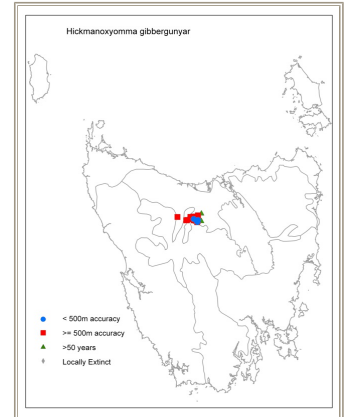 Hickmanoxyomma gibbergunyar
< 500m accuracy
>= 500m accuracy
>50 years
Locally Extinct